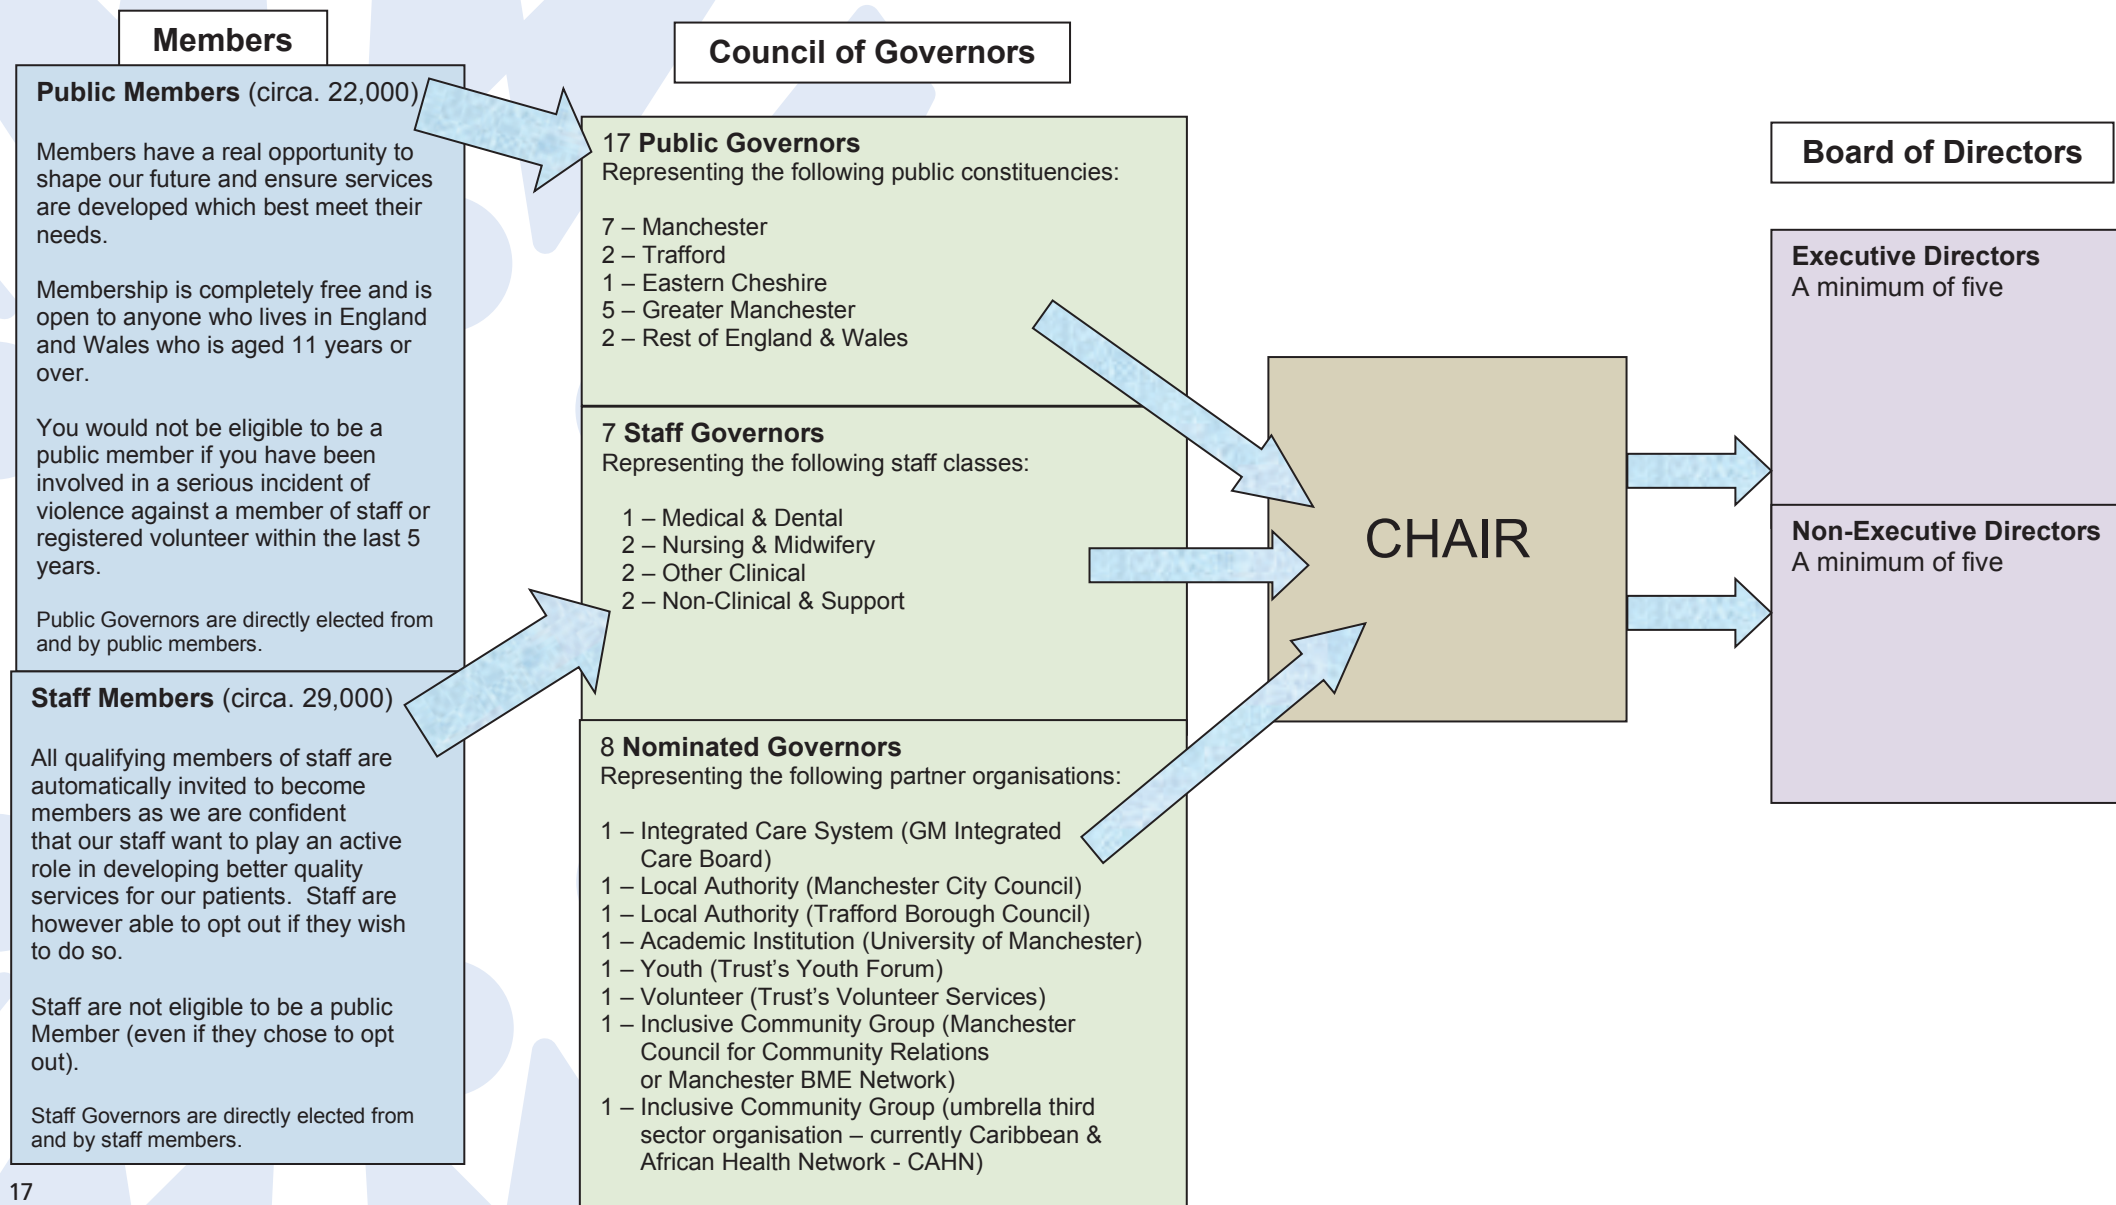 Members
Public Members (circa. 22,000)
Members have a real opportunity to
shape our future and ensure services
are developed which best meet their
needs.
Membership is completely free and is
open to anyone who lives in England
and Wales who is aged 11 years or
over.
You would not be eligible to be a
public member if you have been
involved in a serious incident of
violence against a member of staff or
registered volunteer within the last 5
years.
Public Governors are directly elected from
and by public members.
Staff Members (circa. 29,000)
All qualifying members of staff are
automatically invited to become
members as we are confident
that our staff want to play an active
role in developing better quality
services for our patients.  Staff are
however able to opt out if they wish
to do so.
Staff are not eligible to be a public
Member (even if they chose to opt
out).
Staff Governors are directly elected from
and by staff members.
Council of Governors
17 Public Governors
Representing the following public constituencies:
7 – Manchester
2 – Trafford
1 – Eastern Cheshire
5 – Greater Manchester
2 – Rest of England & Wales
7 Staff Governors
Representing the following staff classes:
1 – Medical & Dental
2 – Nursing & Midwifery
2 – Other Clinical
2 – Non-Clinical & Support
8 Nominated Governors
Representing the following partner organisations:
1 – Integrated Care System (GM Integrated
Care Board)
1 – Local Authority (Manchester City Council)
1 – Local Authority (Trafford Borough Council)
1 – Academic Institution (University of Manchester)
1 – Youth (Trust's Youth Forum)
1 – Volunteer (Trust's Volunteer Services)
1 – Inclusive Community Group (Manchester
Council for Community Relations
or Manchester BME Network)
1 – Inclusive Community Group (umbrella third
sector organisation – currently Caribbean &
African Health Network - CAHN)
CHAIR
Board of Directors
Executive Directors
A minimum of five
Non-Executive Directors
A minimum of five
17